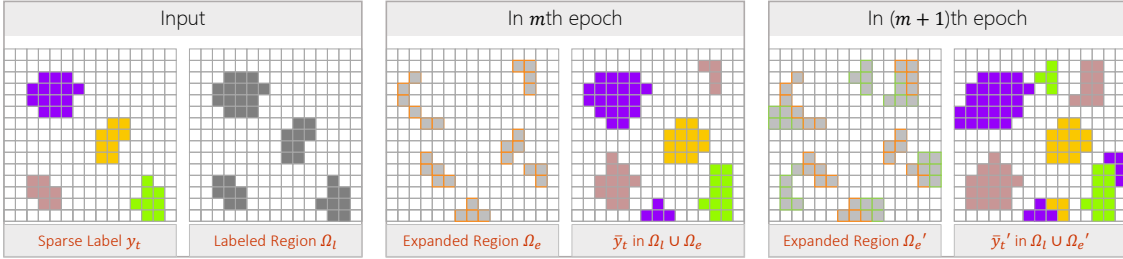 Input
In mth epoch
In (m + 1)th epoch
Sparse Label yₜ
Labeled Region Ωₗ
Expanded Region Ωₑ
ȳₜ in Ωₗ ∪ Ωₑ
Expanded Region Ωₑ′
ȳₜ′ in Ωₗ ∪ Ωₑ′